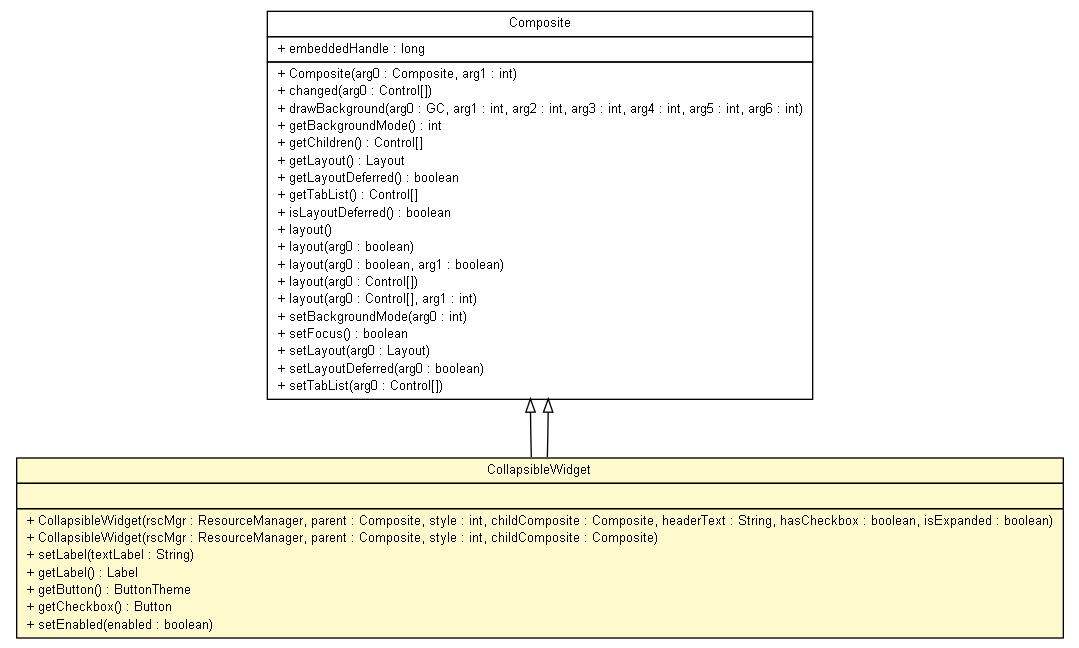 Composite
+ embeddedHandle : long
+ Composite(arg0 : Composite, arg1 : int)
+ changed(arg0 : Control[])
+ drawBackground(arg0 : GC, arg1 : int, arg2 : int, arg3 : int, arg4 : int, arg5 : int, arg6 : int)
+ getBackgroundMode() : int
+ getChildren() : Control[]
+ getLayout() : Layout
+ getLayoutDeferred() : boolean
+ getTabList() : Control[]
+ isLayoutDeferred() : boolean
+ layout()
+ layout(arg0 : boolean)
+ layout(arg0 : boolean, arg1 : boolean)
+ layout(arg0 : Control[])
+ layout(arg0 : Control[], arg1 : int)
+ setBackgroundMode(arg0 : int)
+ setFocus() : boolean
+ setLayout(arg0 : Layout)
+ setLayoutDeferred(arg0 : boolean)
+ setTabList(arg0 : Control[])
CollapsibleWidget
+ CollapsibleWidget(rscMgr : ResourceManager, parent : Composite, style : int, childComposite : Composite, headerText : String, hasCheckbox : boolean, isExpanded : boolean)
+ CollapsibleWidget(rscMgr : ResourceManager, parent : Composite, style : int, childComposite : Composite)
+ setLabel(textLabel : String)
+ getLabel() : Label
+ getButton() : ButtonTheme
+ getCheckbox() : Button
+ setEnabled(enabled : boolean)